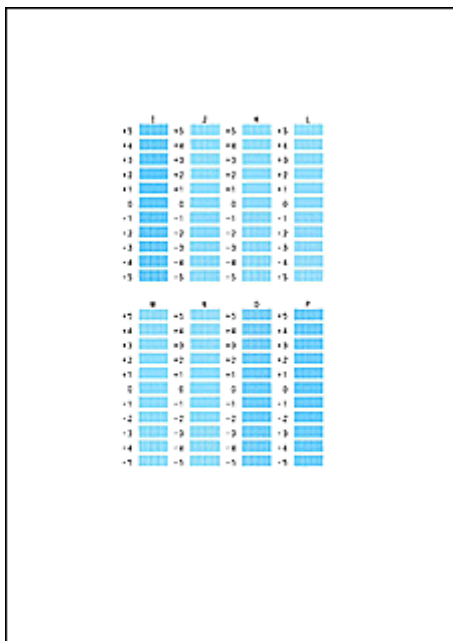 I J K L
+5 +5 +5 +5
+4 +4 +4 +4
+3 +3 +3 +3
+2 +2 +2 +2
+1 +1 +1 +1
0 0 0 0
-1 -1 -1 -1
-2 -2 -2 -2
-3 -3 -3 -3
-4 -4 -4 -4
-5 -5 -5 -5
M N O P
+5 +5 +5 +5
+4 +4 +4 +4
+3 +3 +3 +3
+2 +2 +2 +2
+1 +1 +1 +1
0 0 0 0
-1 -1 -1 -1
-2 -2 -2 -2
-3 -3 -3 -3
-4 -4 -4 -4
-5 -5 -5 -5